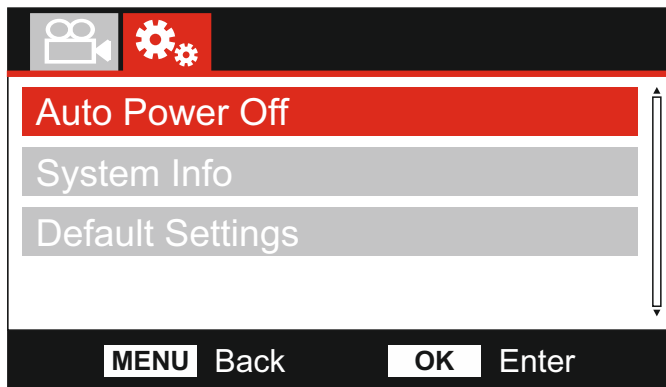 Auto Power Off
System Info
Default Settings
MENU Back OK Enter